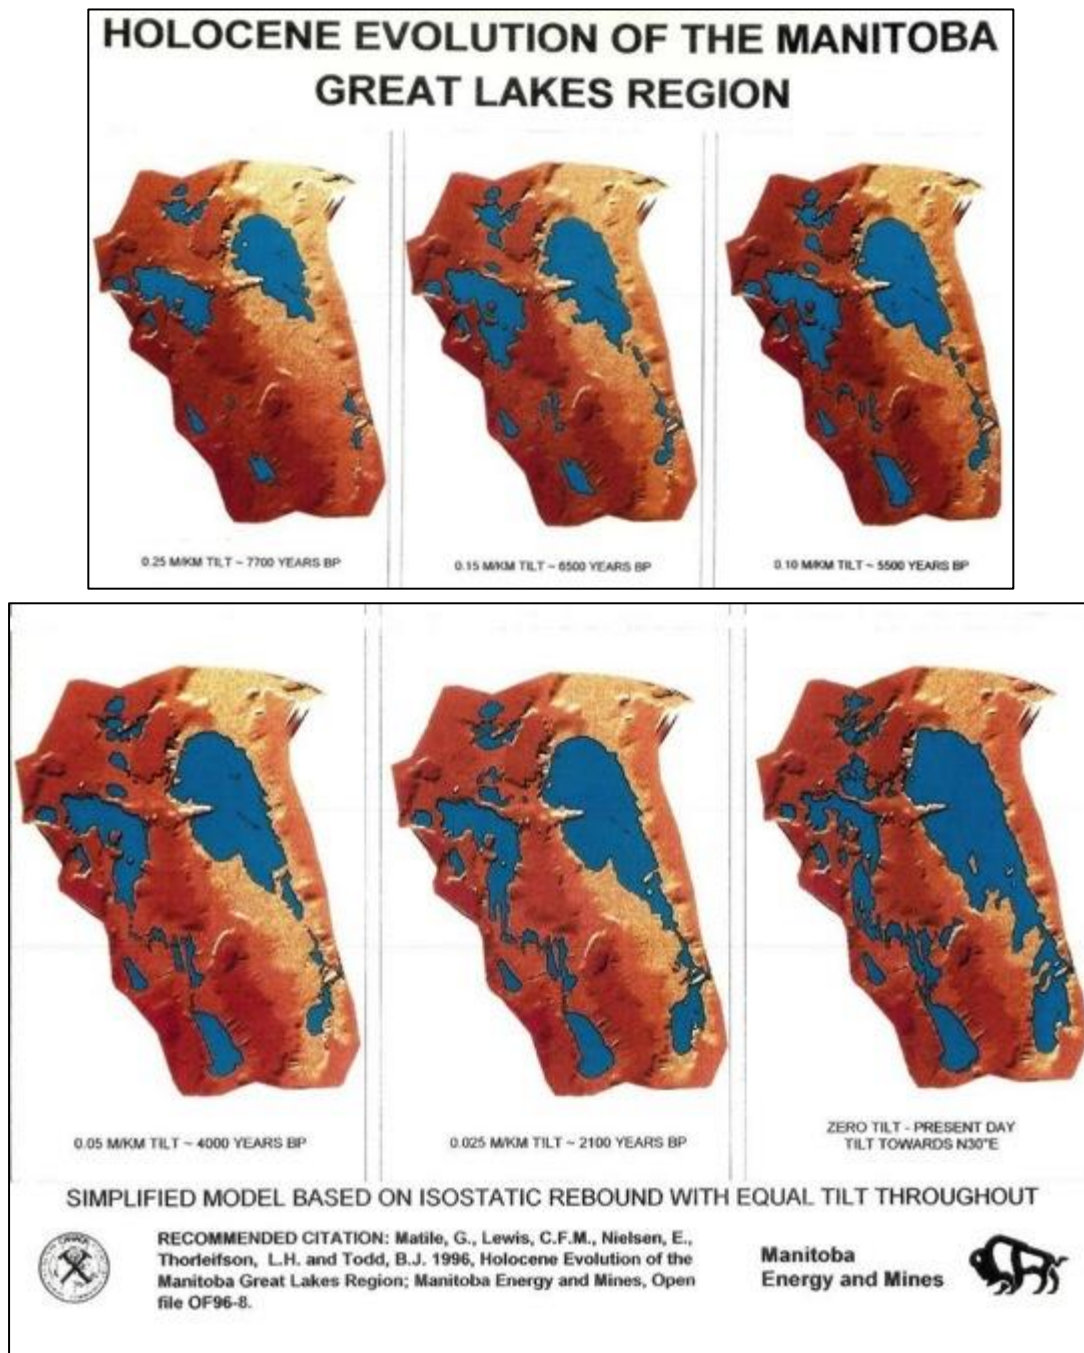 HOLOCENE EVOLUTION OF THE MANITOBA
GREAT LAKES REGION
0.25 M/KM TILT ~ 7700 YEARS BP
0.15 M/KM TILT ~ 6500 YEARS BP
0.10 M/KM TILT ~ 5500 YEARS BP
0.05 M/KM TILT ~ 4000 YEARS BP
0.025 M/KM TILT ~ 2100 YEARS BP
ZERO TILT - PRESENT DAY
TILT TOWARDS N30°E
SIMPLIFIED MODEL BASED ON ISOSTATIC REBOUND WITH EQUAL TILT THROUGHOUT
RECOMMENDED CITATION: Matile, G., Lewis, C.F.M., Nielsen, E.,
Thorleifson, L.H. and Todd, B.J. 1996, Holocene Evolution of the
Manitoba Great Lakes Region; Manitoba Energy and Mines, Open
file OF96-8.
Manitoba
Energy and Mines